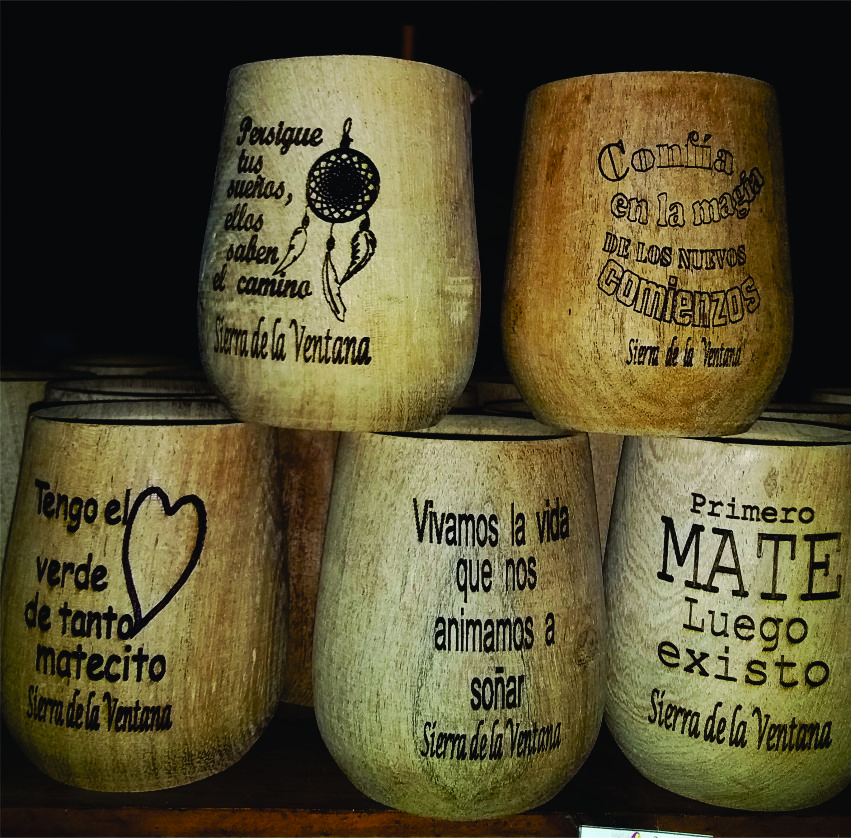 Persigue
tus
sueños,
ellos
saben
el camino
Sierra de la Ventana
Confía
en la magia
DE LOS NUEVOS
comienzos
Sierra de la Ventana
Tengo el
verde
de tanto
matecito
Sierra de la Ventana
Vivamos la vida
que nos
animamos a
soñar
Sierra de la Ventana
Primero
MATE
Luego
existo
Sierra de la Ventana